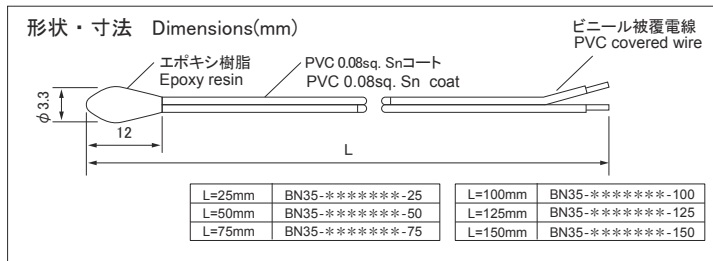 形状・寸法 Dimensions(mm)
エポキシ樹脂
Epoxy resin
PVC 0.08sq. Snコート
PVC 0.08sq. Sn coat
ビニール被覆電線
PVC covered wire
φ3.3
12
L
L=25mm BN35-*******-25
L=50mm BN35-*******-50
L=75mm BN35-*******-75
L=100mm BN35-*******-100
L=125mm BN35-*******-125
L=150mm BN35-*******-150